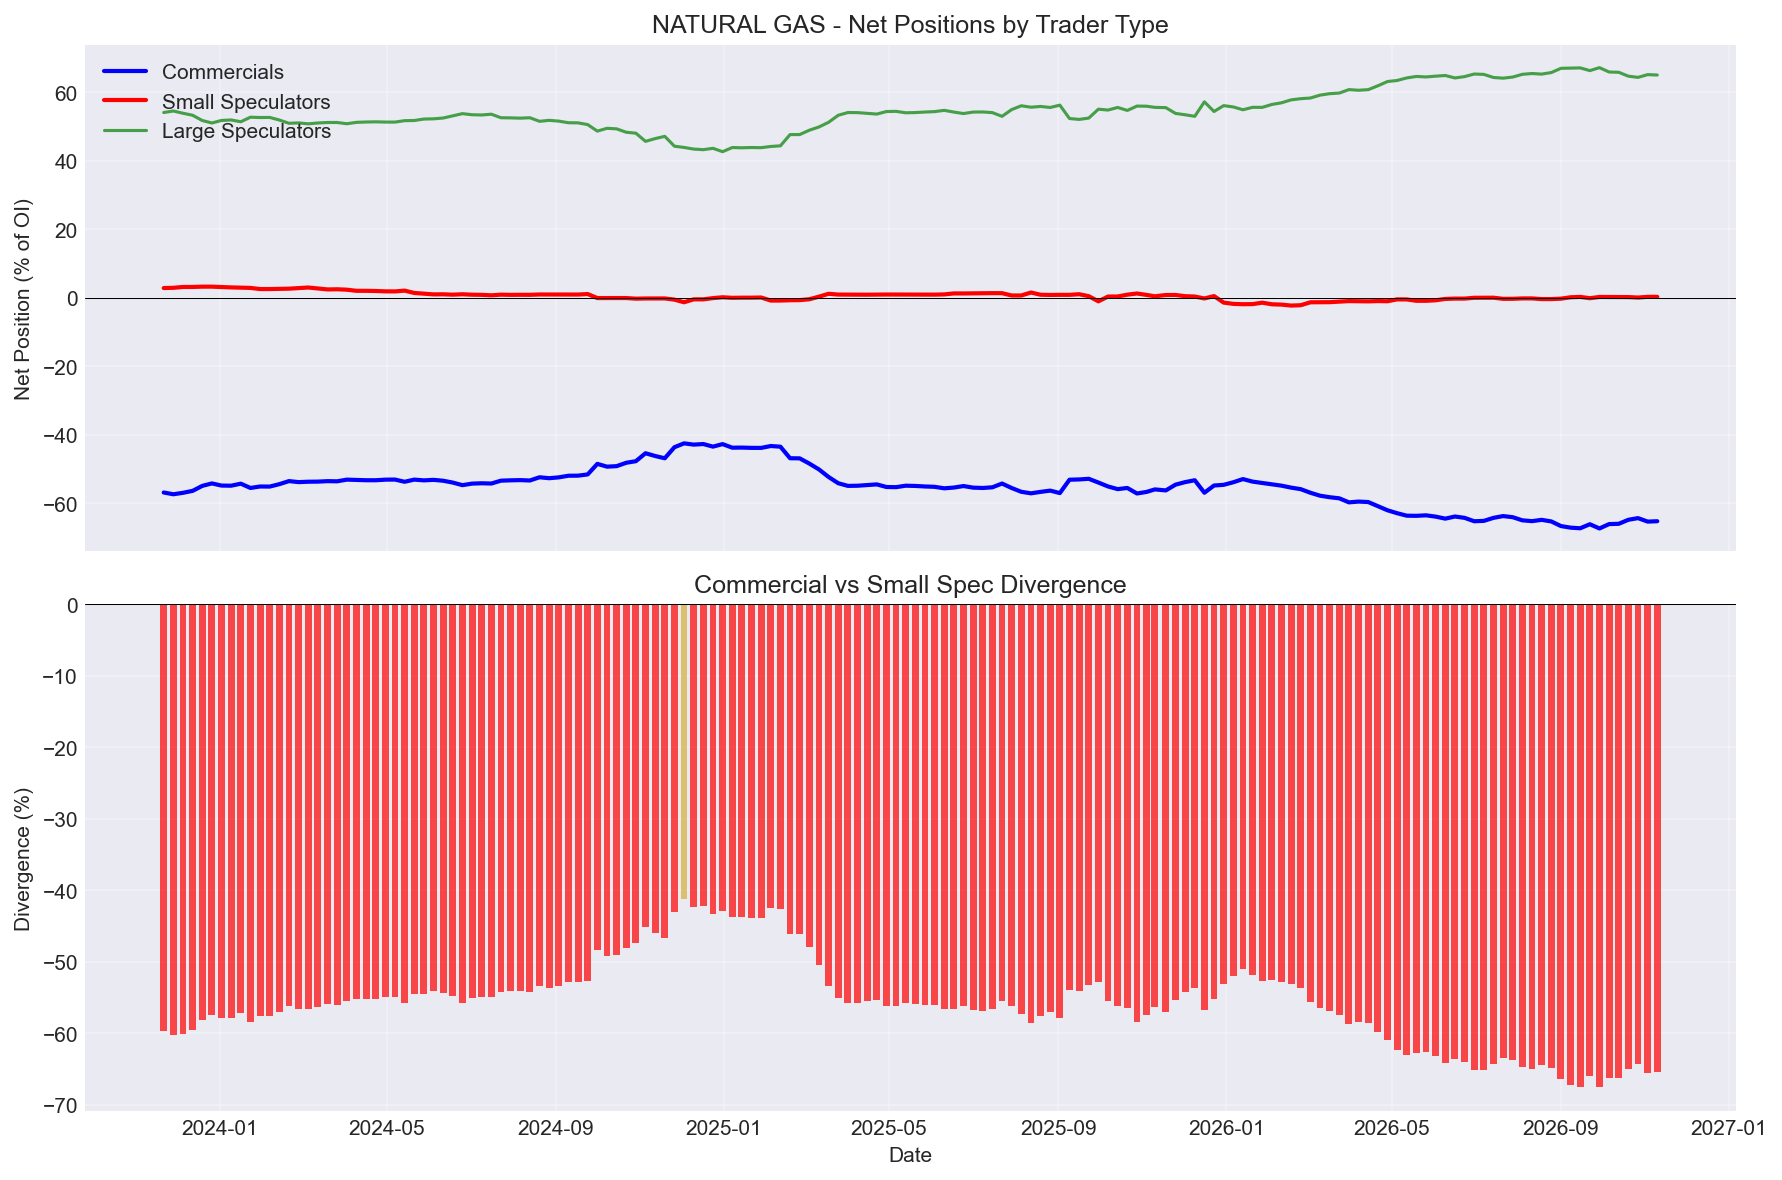 NATURAL GAS - Net Positions by Trader Type
Commercials
Small Speculators
Large Speculators
Net Position (% of OI)
60
40
20
0
−20
−40
−60
Commercial vs Small Spec Divergence
Divergence (%)
0
−10
−20
−30
−40
−50
−60
−70
2024-01 2024-05 2024-09 2025-01 2025-05 2025-09 2026-01 2026-05 2026-09 2027-01
Date